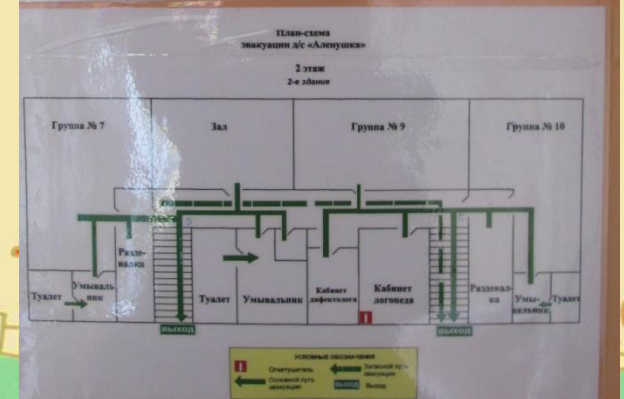 План-схема
эвакуации д/с «Аленушка»
2 этаж
2-е здание
Группа № 7
Зал
Группа № 9
Группа № 10
Разде-
валка
Туалет
Умываль
ник
Туалет
Умывальник
Кабинет
дифектолога
Кабинет
логопеда
Раздевал-
ка
Умы-
вальник
Туалет
ВЫХОД
ВЫХОД
УСЛОВНЫЕ ОБОЗНАЧЕНИЯ
Огнетушитель
Основной путь
эвакуации
Запасной путь
эвакуации
ВЫХОД
Выход